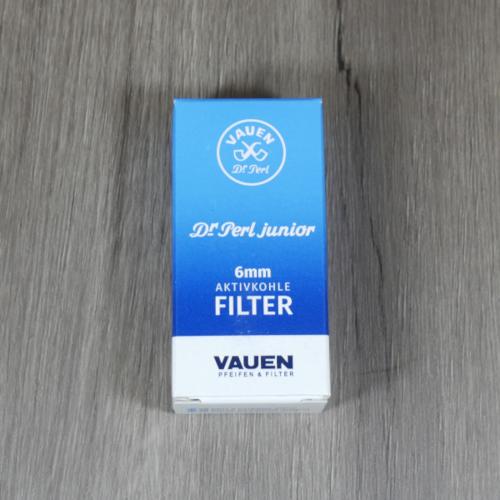 VAUEN
Dr Perl
Dr Perl junior
6mm
AKTIVKOHLE
FILTER
VAUEN
PFEIFEN & FILTER